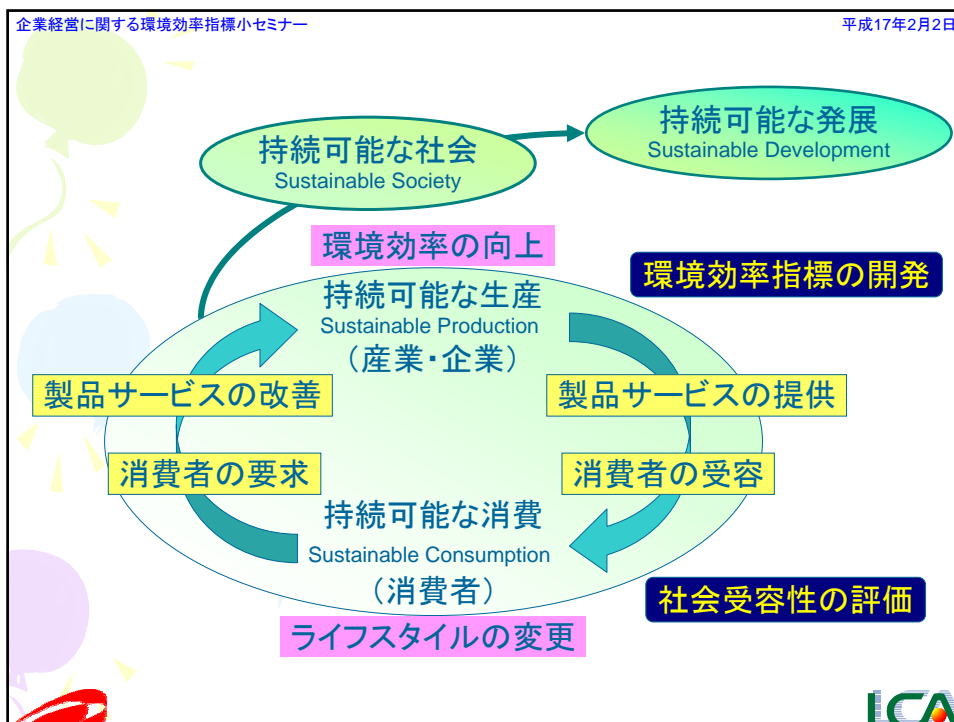 企業経営に関する環境効率指標小セミナー
平成17年2月2日
持続可能な発展
Sustainable Development
持続可能な社会
Sustainable Society
環境効率の向上
環境効率指標の開発
持続可能な生産
Sustainable Production
（産業・企業）
製品サービスの改善
製品サービスの提供
消費者の要求
消費者の受容
持続可能な消費
Sustainable Consumption
（消費者）
社会受容性の評価
ライフスタイルの変更